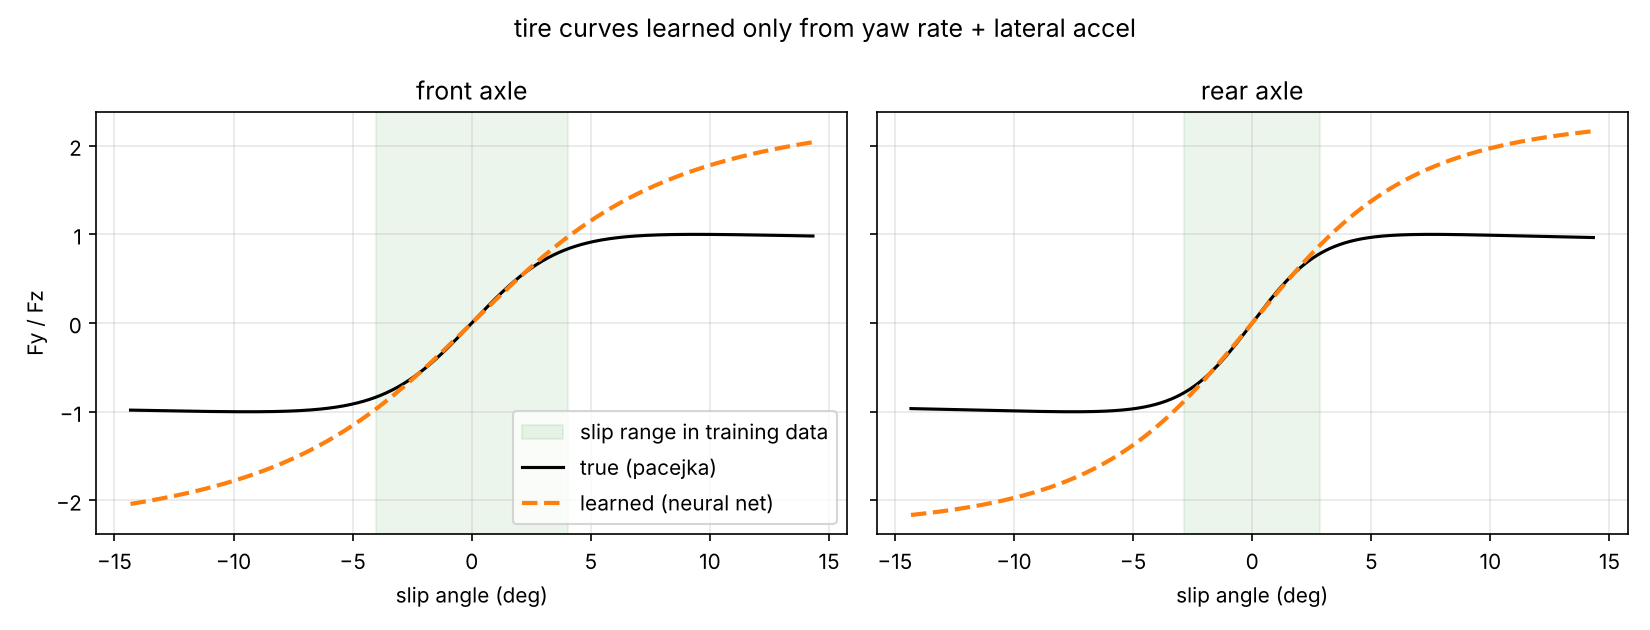 tire curves learned only from yaw rate + lateral accel
front axle
rear axle
Fy / Fz
2
1
0
−1
−2
slip range in training data
true (pacejka)
learned (neural net)
−15 −10 −5 0 5 10 15
−15 −10 −5 0 5 10 15
slip angle (deg)
slip angle (deg)